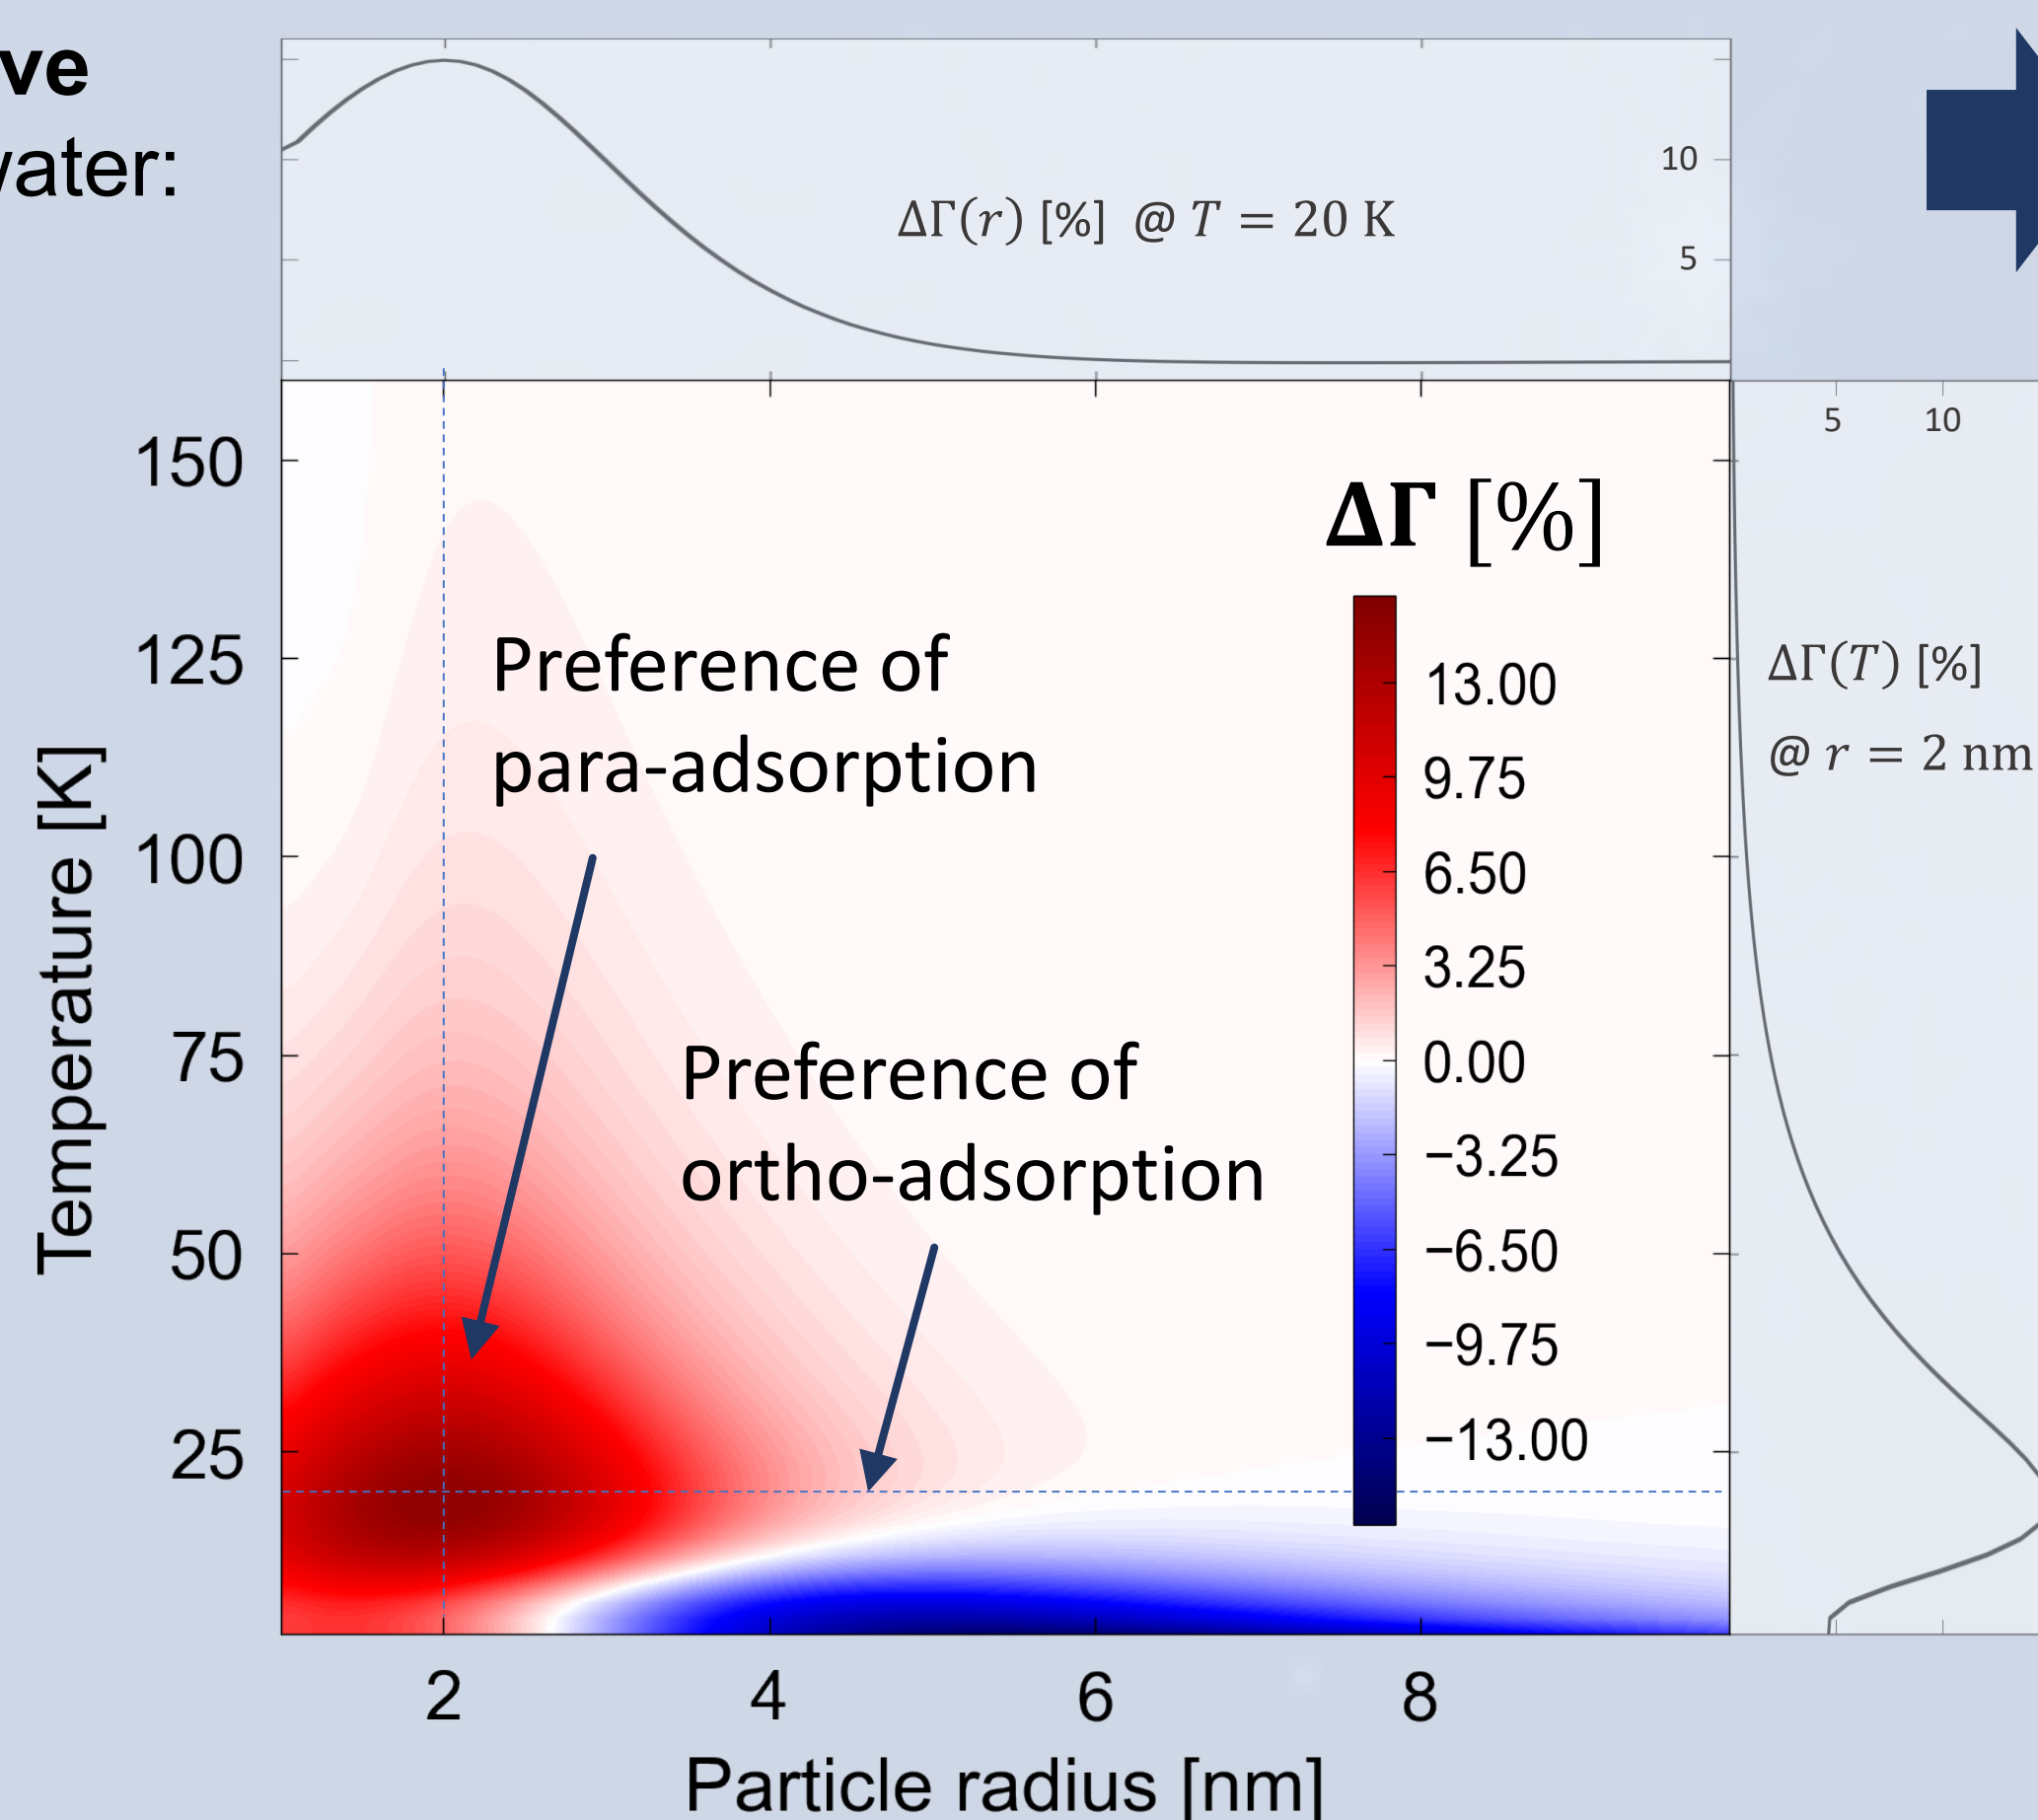 ve
vater:
10
ΔΓ(r) [%] @ T = 20 K
5
150
125
100
75
50
25
Temperature [K]
Preference of
para-adsorption
Preference of
ortho-adsorption
ΔΓ [%]
13.00
9.75
6.50
3.25
0.00
−3.25
−6.50
−9.75
−13.00
5 10
ΔΓ(T) [%]
@ r = 2 nm
2 4 6 8
Particle radius [nm]